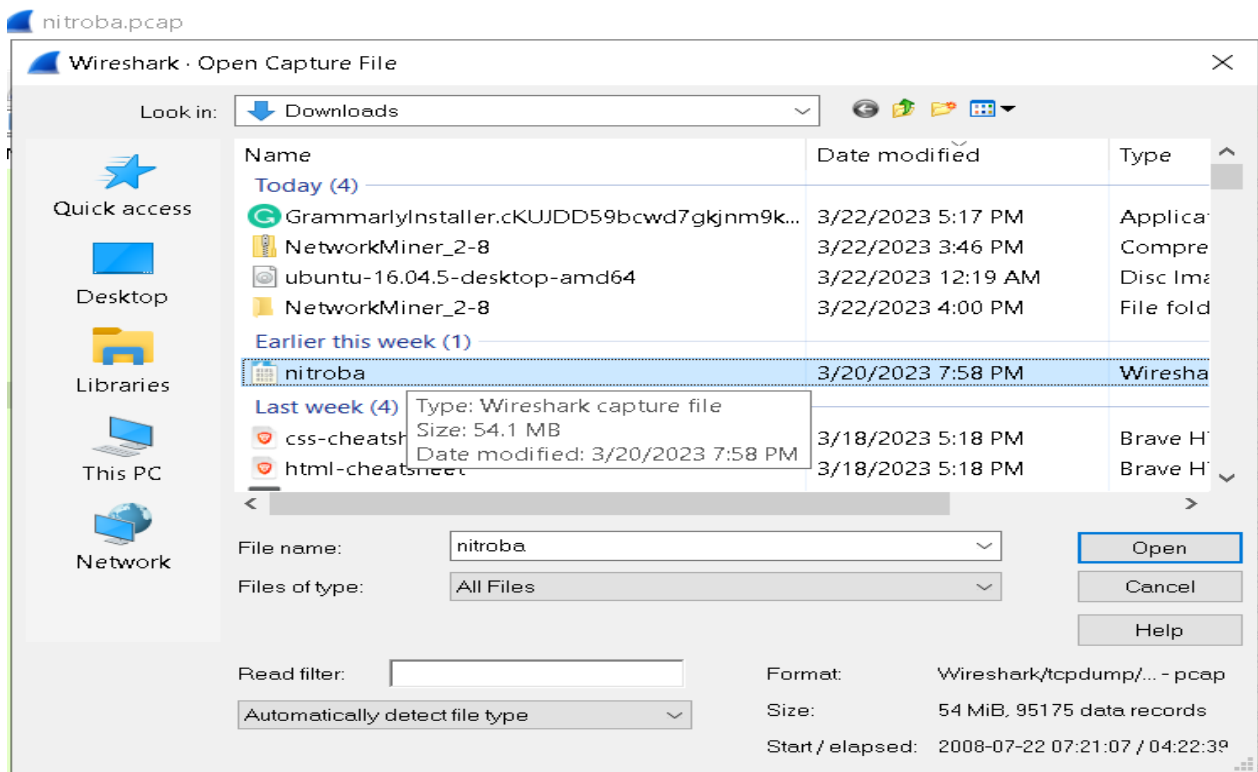 nitroba.pcap
Wireshark · Open Capture File
Look in: Downloads
Quick access
Desktop
Libraries
This PC
Network
Name Date modified Type
Today (4)
GrammarlyInstaller.cKUJDD59bcwd7gkjnm9k... 3/22/2023 5:17 PM Applica
NetworkMiner_2-8 3/22/2023 3:46 PM Compre
ubuntu-16.04.5-desktop-amd64 3/22/2023 12:19 AM Disc Ima
NetworkMiner_2-8 3/22/2023 4:00 PM File fold
Earlier this week (1)
nitroba 3/20/2023 7:58 PM Wiresha
Last week (4)
Type: Wireshark capture file
Size: 54.1 MB
Date modified: 3/20/2023 7:58 PM
css-cheatsh 3/18/2023 5:18 PM Brave H
html-cheatsheet 3/18/2023 5:18 PM Brave H
File name: nitroba Open
Files of type: All Files Cancel
Help
Read filter:
Automatically detect file type
Format: Wireshark/tcpdump/... - pcap
Size: 54 MiB, 95175 data records
Start / elapsed: 2008-07-22 07:21:07 / 04:22:39